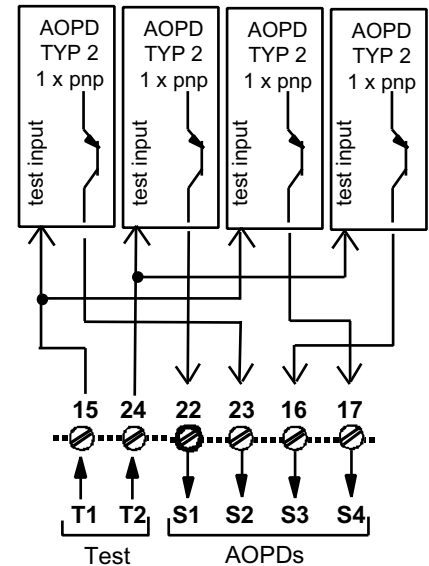 AOPD AOPD AOPD AOPD
TYP 2 TYP 2 TYP 2 TYP 2
1 x pnp 1 x pnp 1 x pnp 1 x pnp
test input test input test input test input
15 24 22 23 16 17
T1 T2 S1 S2 S3 S4
Test AOPDs